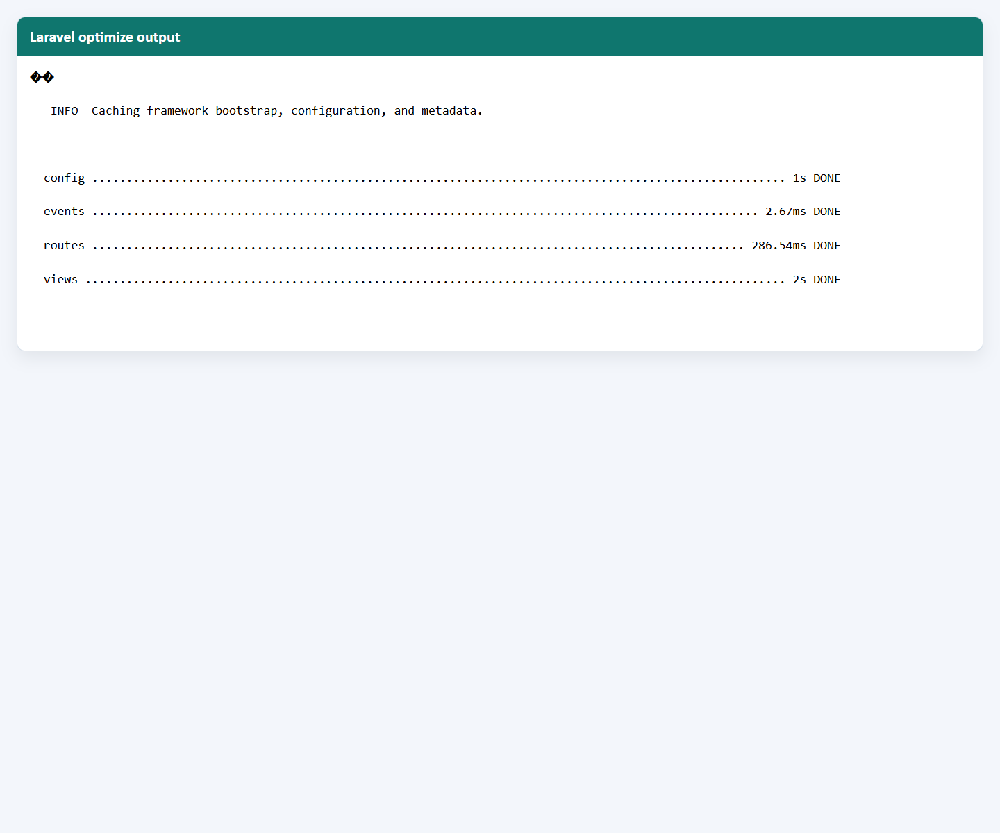 Laravel optimize output
��
INFO  Caching framework bootstrap, configuration, and metadata.
config ..................................................................................................... 1s DONE
events ................................................................................................. 2.67ms DONE
routes ............................................................................................... 286.54ms DONE
views ...................................................................................................... 2s DONE